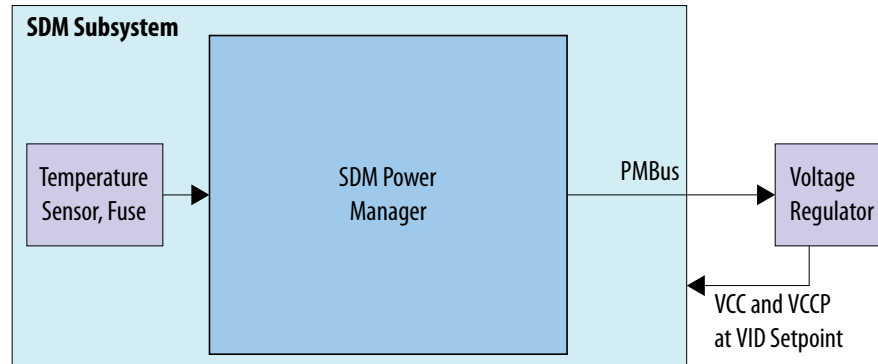 SDM Subsystem
Temperature
Sensor, Fuse
SDM Power
Manager
PMBus
Voltage
Regulator
VCC and VCCP
at VID Setpoint